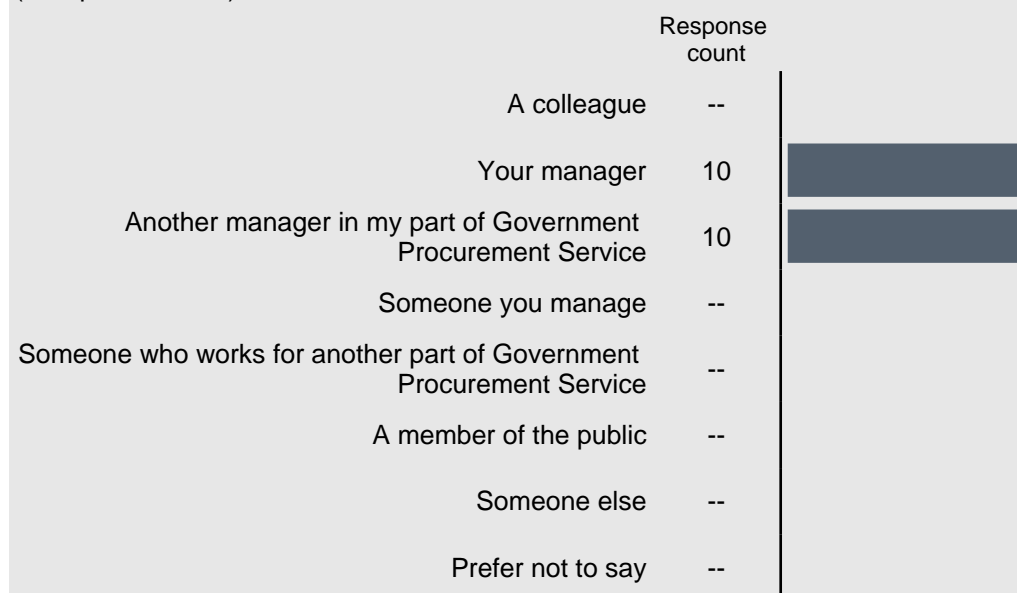 Response
count
A colleague --
Your manager 10
Another manager in my part of Government
Procurement Service 10
Someone you manage --
Someone who works for another part of Government
Procurement Service --
A member of the public --
Someone else --
Prefer not to say --